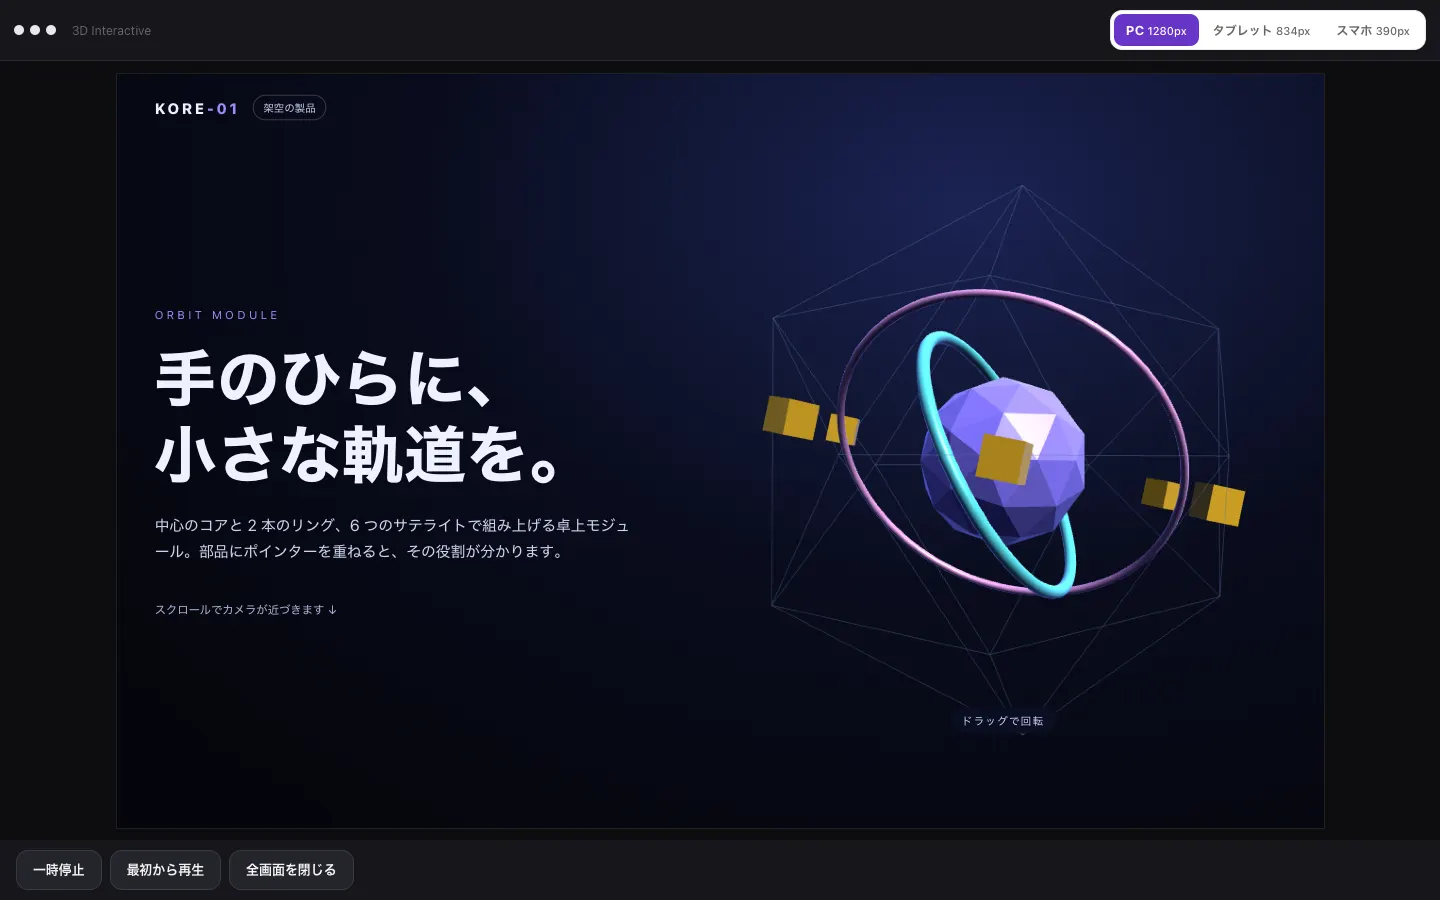 3D Interactive
PC 1280px
タブレット 834px
スマホ 390px
KORE-01
架空の製品
ORBIT MODULE
手のひらに、
小さな軌道を。
中心のコアと 2 本のリング、6 つのサテライトで組み上げる卓上モジュ
ール。部品にポインターを重ねると、その役割が分かります。
スクロールでカメラが近づきます ↓
ドラッグで回転
一時停止
最初から再生
全画面を閉じる